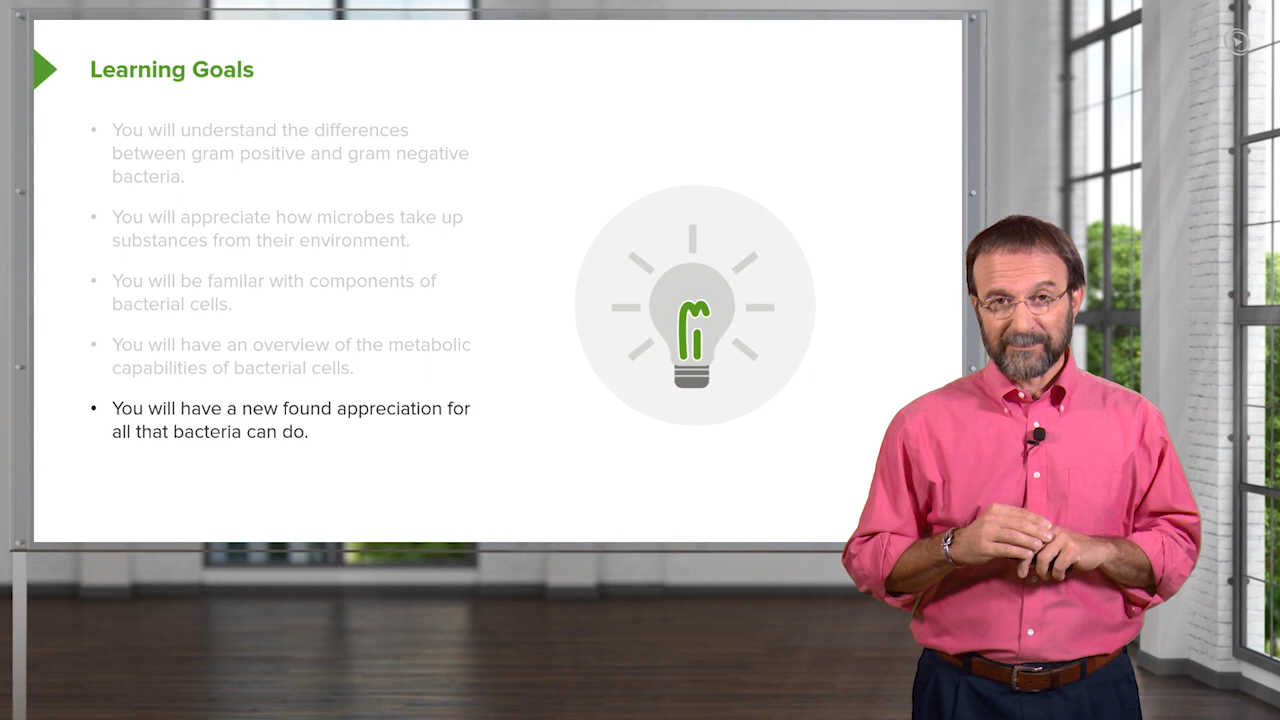 Learning Goals
• You will understand the differences
between gram positive and gram negative
bacteria.
• You will appreciate how microbes take up
substances from their environment.
• You will be familar with components of
bacterial cells.
• You will have an overview of the metabolic
capabilities of bacterial cells.
• You will have a new found appreciation for
all that bacteria can do.